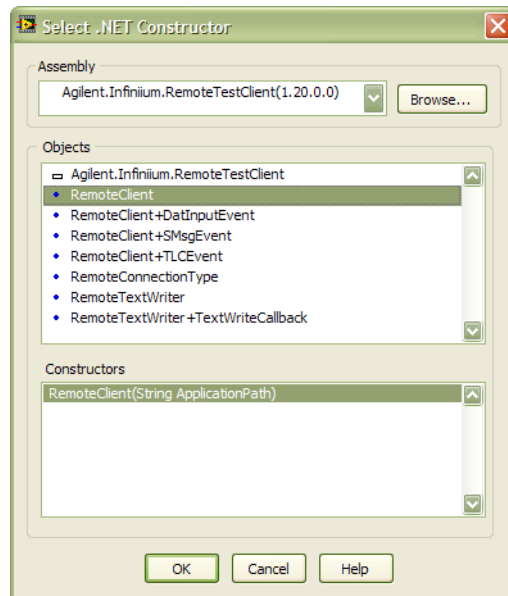 Select .NET Constructor
Assembly
Agilent.Infiniium.RemoteTestClient(1.20.0.0)
Browse...
Objects
Agilent.Infiniium.RemoteTestClient
RemoteClient
RemoteClient+DatInputEvent
RemoteClient+SMsgEvent
RemoteClient+TLCEvent
RemoteConnectionType
RemoteTextWriter
RemoteTextWriter+TextWriteCallback
Constructors
RemoteClient(String ApplicationPath)
OK Cancel Help